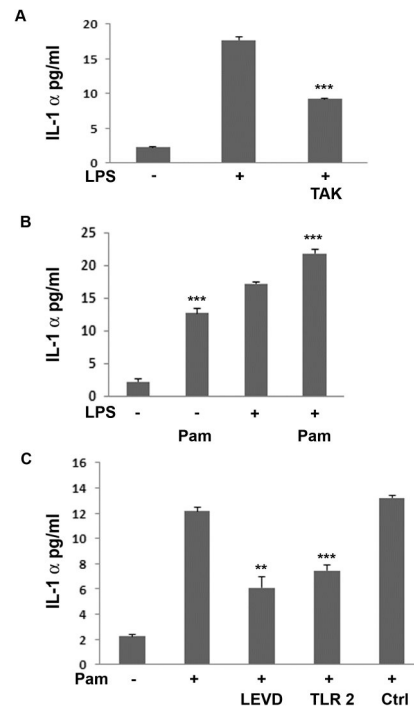 A
IL-1 α pg/ml
20
15
10
5
0
***
LPS - + +
TAK
B
IL-1 α pg/ml
25
20
15
10
5
0
***
***
LPS - - + +
Pam Pam
C
IL-1 α pg/ml
16
14
12
10
8
6
4
2
0
**
***
Pam - + + + +
LEVD TLR 2 Ctrl